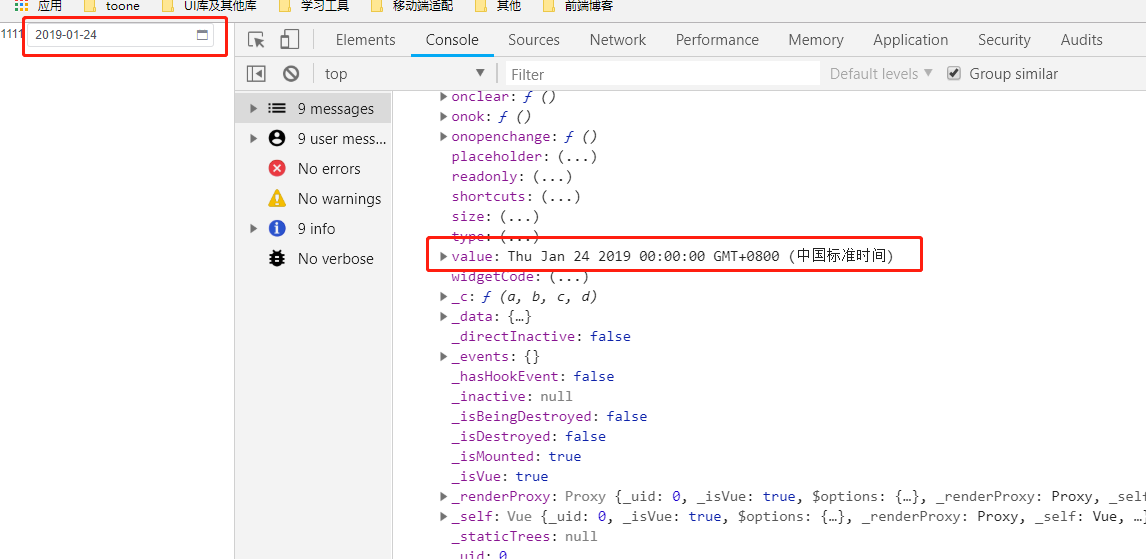 应用 toone UI库及其他库 学习工具 移动端适配 其他 前端博客
1111 2019-01-24
Elements Console Sources Network Performance Memory Application Security Audits
top Filter Default levels Group similar
9 messages
9 user mess...
No errors
No warnings
9 info
No verbose
onclear: ƒ ()
onok: ƒ ()
onopenchange: ƒ ()
placeholder: (...)
readonly: (...)
shortcuts: (...)
size: (...)
type: (...)
value: Thu Jan 24 2019 00:00:00 GMT+0800 (中国标准时间)
widgetCode: (...)
_c: ƒ (a, b, c, d)
_data: {…}
_directInactive: false
_events: {}
_hasHookEvent: false
_inactive: null
_isBeingDestroyed: false
_isDestroyed: false
_isMounted: true
_isVue: true
_renderProxy: Proxy {_uid: 0, _isVue: true, $options: {…}, _renderProxy: Proxy, _sel
_self: Vue {_uid: 0, _isVue: true, $options: {…}, _renderProxy: Proxy, _self: Vue, …}
_staticTrees: null
_uid: 0